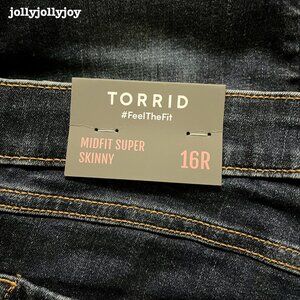 jollyjollyjoy
TORRID
#FeelTheFit
MIDFIT SUPER
SKINNY
16R